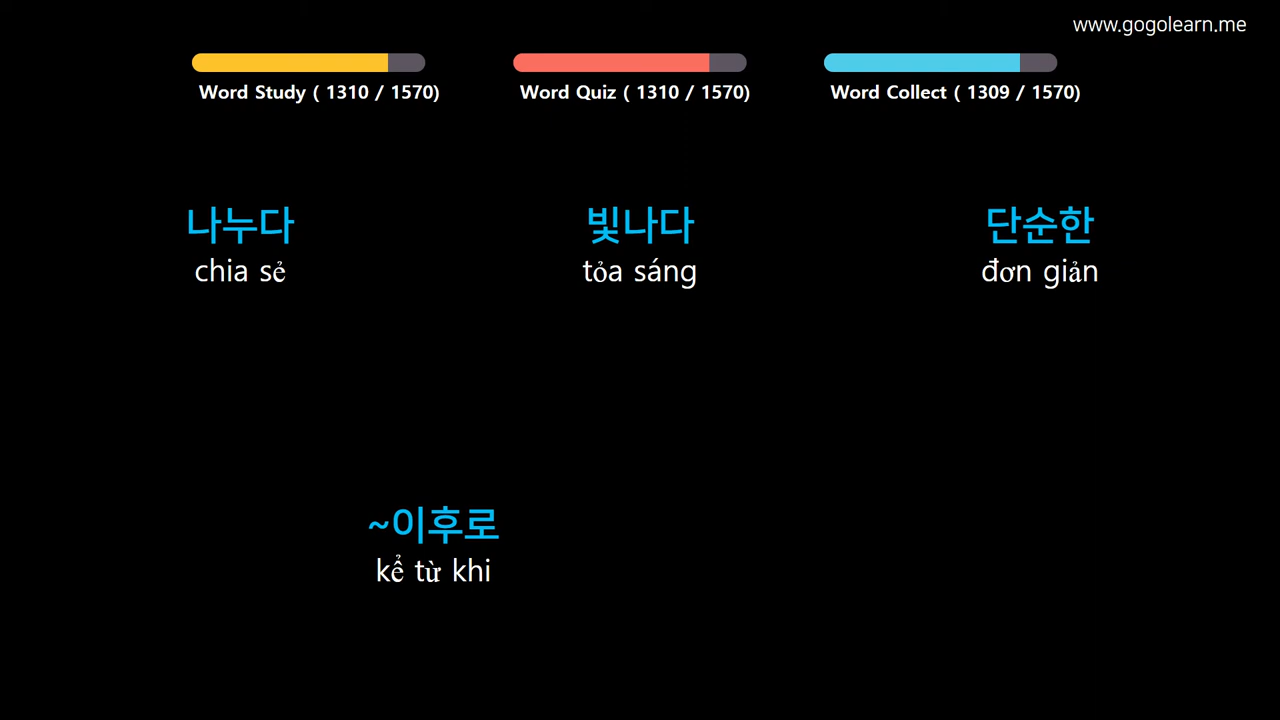 www.gogolearn.me
Word Study ( 1310 / 1570)
Word Quiz ( 1310 / 1570)
Word Collect ( 1309 / 1570)
나누다
chia sẻ
빛나다
tỏa sáng
단순한
đơn giản
~이후로
kể từ khi